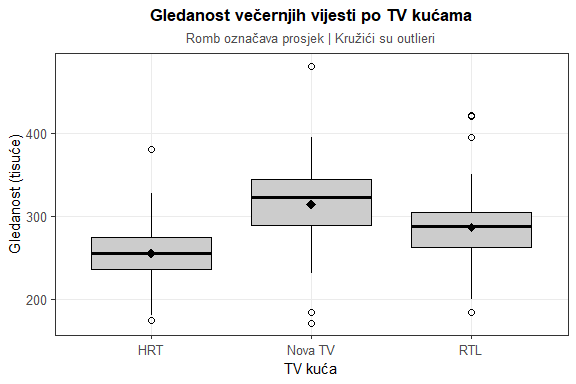 Gledanost večernjih vijesti po TV kućama
Romb označava prosjek | Kružići su outlieri
Gledanost (tisuće)
400
300
200
HRT
Nova TV
RTL
TV kuća